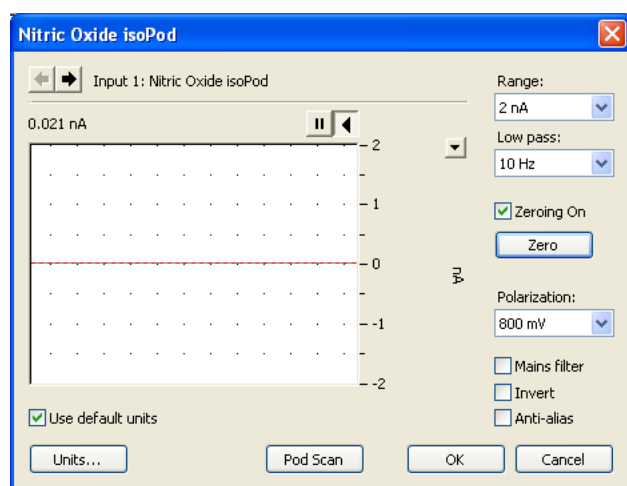 Nitric Oxide isoPod
Input 1: Nitric Oxide isoPod
Range:
2 nA
0.021 nA
Low pass:
10 Hz
2
1
0
-1
-2
nA
Zeroing On
Zero
Polarization:
800 mV
Mains filter
Invert
Anti-alias
Use default units
Units...
Pod Scan
OK
Cancel